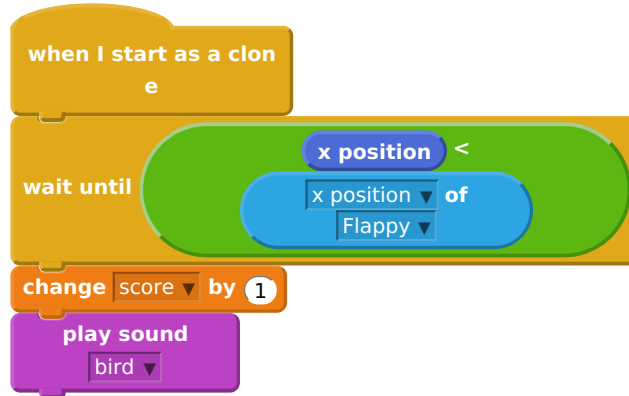 when I start as a clon
e
x position <
wait until
x position ▼ of
Flappy ▼
change score ▼ by 1
play sound
bird ▼